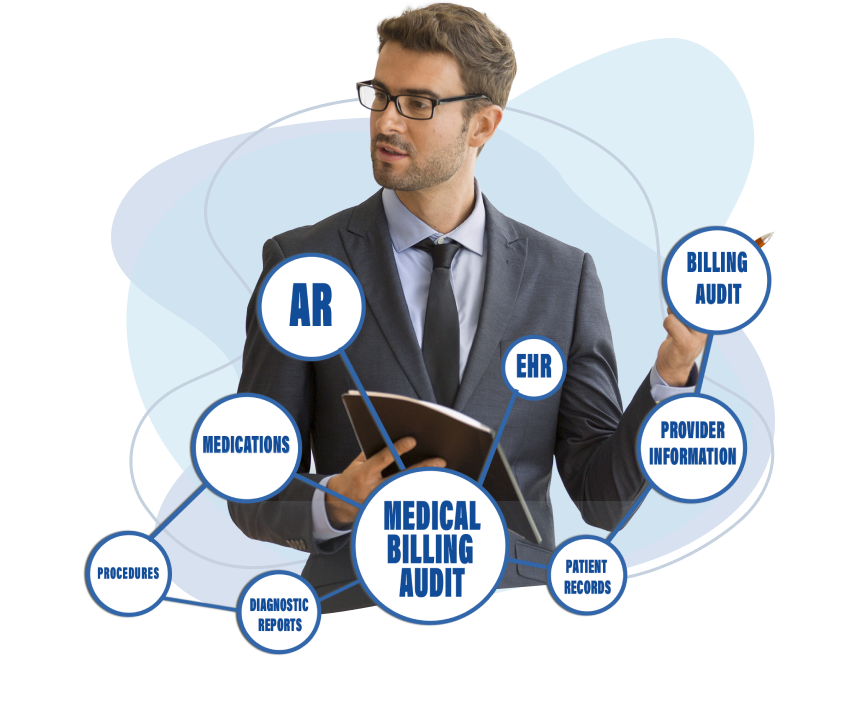 BILLING
AUDIT
AR
EHR
MEDICATIONS
PROVIDER
INFORMATION
MEDICAL
BILLING
AUDIT
PROCEDURES
PATIENT
RECORDS
DIAGNOSTIC
REPORTS